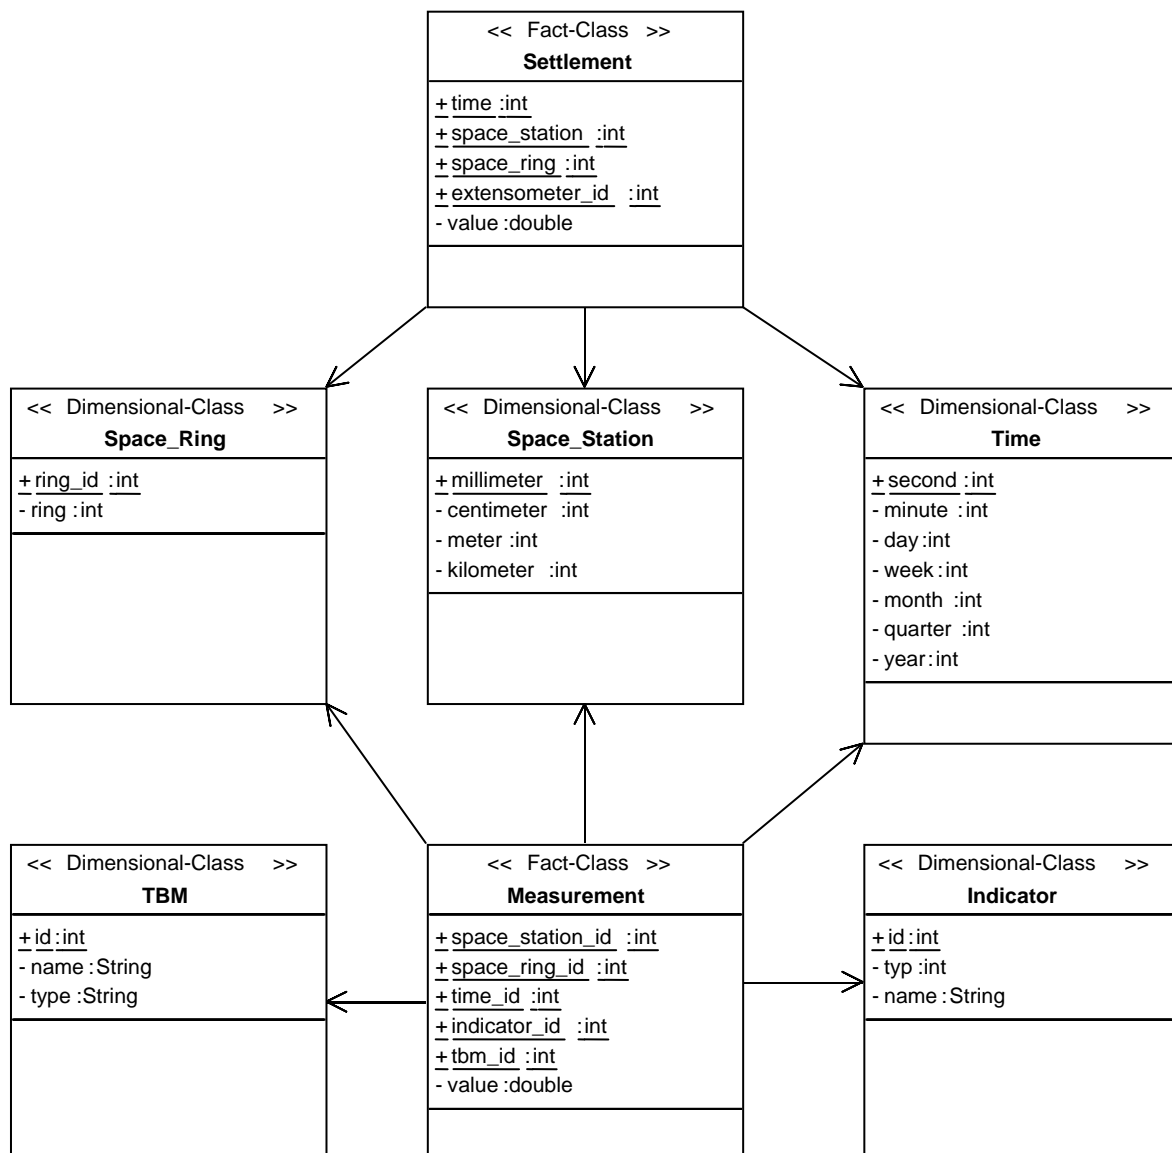 << Fact-Class >>
Settlement
+ time :int
+ space_station :int
+ space_ring :int
+ extensometer_id :int
- value :double
<< Dimensional-Class >>
Space_Ring
+ ring_id :int
- ring :int
<< Dimensional-Class >>
Space_Station
+ millimeter :int
- centimeter :int
- meter :int
- kilometer :int
<< Dimensional-Class >>
Time
+ second :int
- minute :int
- day :int
- week :int
- month :int
- quarter :int
- year :int
<< Dimensional-Class >>
TBM
+ id :int
- name :String
- type :String
<< Fact-Class >>
Measurement
+ space_station_id :int
+ space_ring_id :int
+ time_id :int
+ indicator_id :int
+ tbm_id :int
- value :double
<< Dimensional-Class >>
Indicator
+ id :int
- typ :int
- name :String